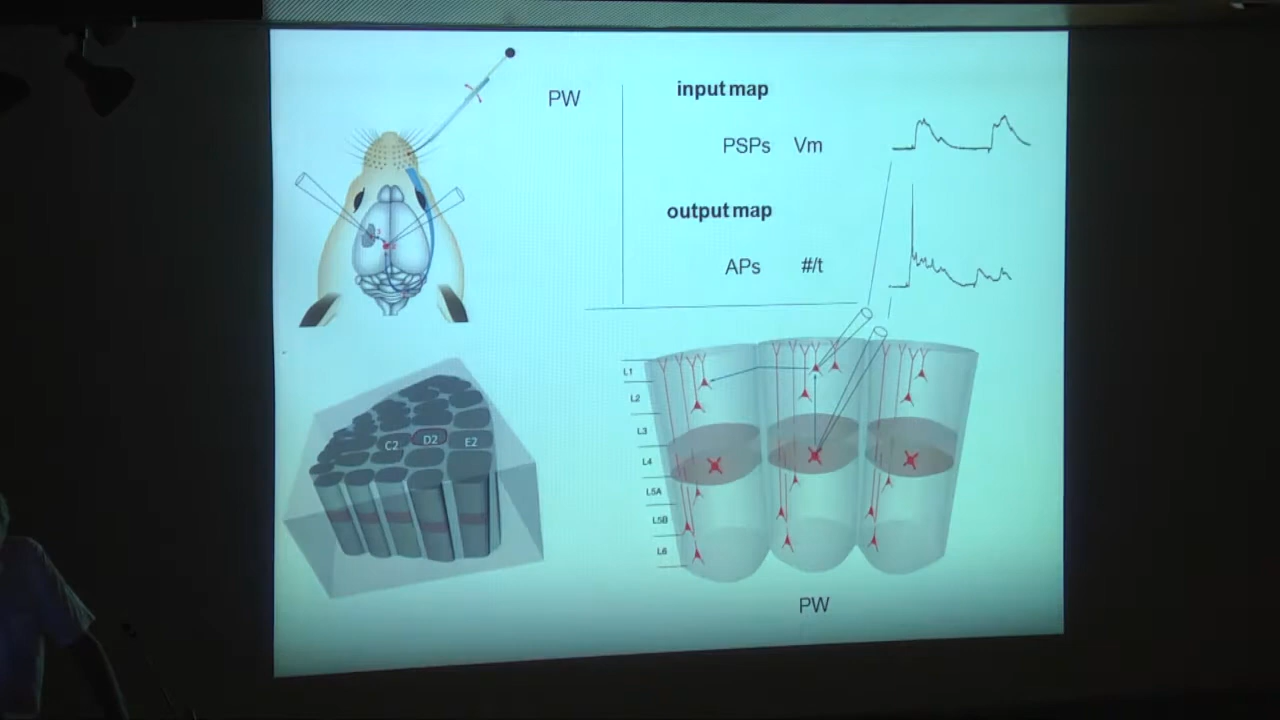 PW
input map
PSPs Vm
output map
APs #/t
C2 D2 E2
L1
L2
L3
L4
L5A
L5B
L6
PW